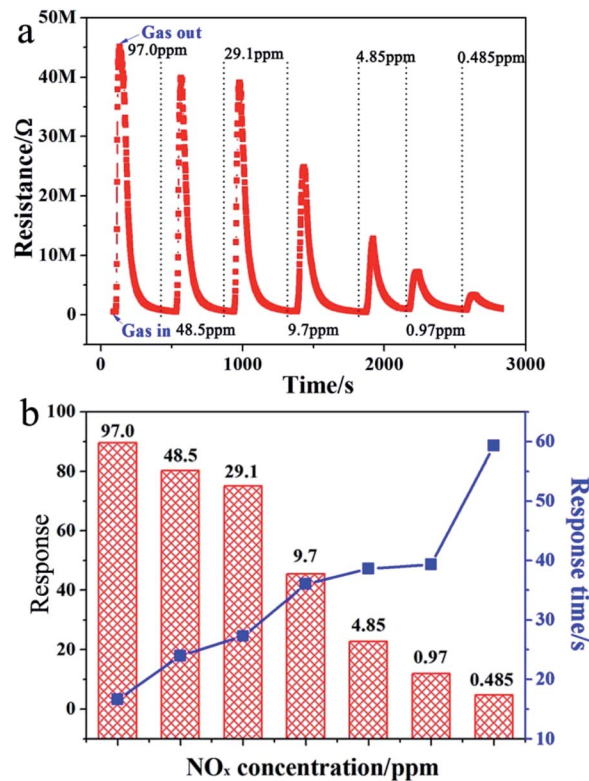 a
Gas out
97.0ppm
29.1ppm
4.85ppm
0.485ppm
50M
40M
30M
20M
10M
0
Resistance/Ω
Gas in
48.5ppm
9.7ppm
0.97ppm
0
1000
2000
3000
Time/s
b
100
80
60
40
20
0
Response
97.0
48.5
29.1
9.7
4.85
0.97
0.485
60
50
40
30
20
10
Response time/s
NOₓ concentration/ppm